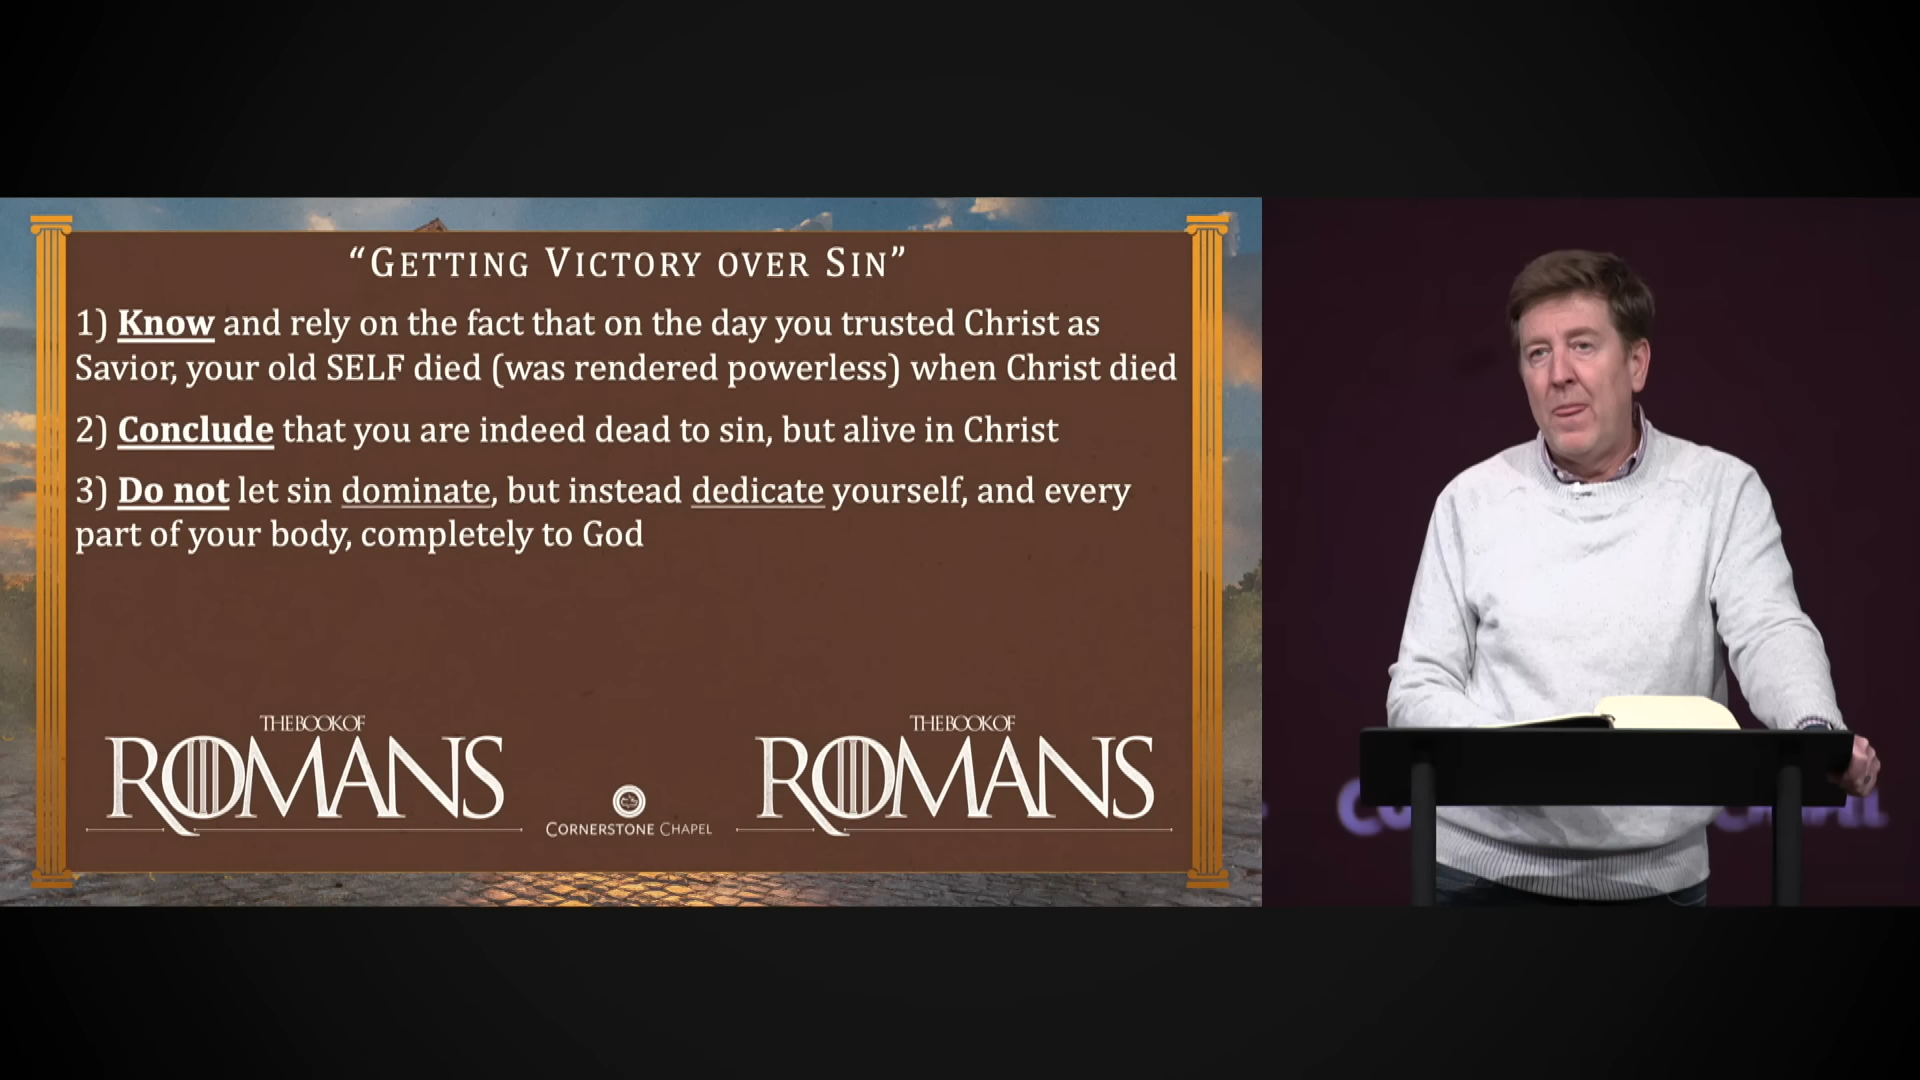 “GETTING VICTORY OVER SIN”
1) Know and rely on the fact that on the day you trusted Christ as
Savior, your old SELF died (was rendered powerless) when Christ died
2) Conclude that you are indeed dead to sin, but alive in Christ
3) Do not let sin dominate, but instead dedicate yourself, and every
part of your body, completely to God
THE BOOK OF
ROMANS
CORNERSTONE CHAPEL
THE BOOK OF
ROMANS